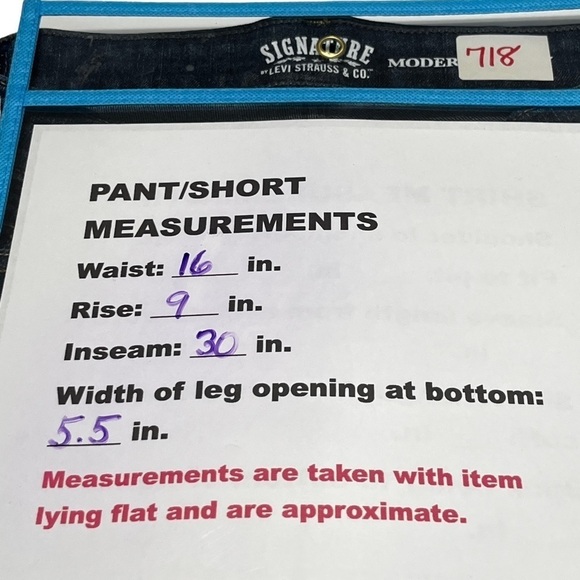 SIGNATURE
BY LEVI STRAUSS & CO.™
MODER
718
PANT/SHORT
MEASUREMENTS
Waist: 16 in.
Rise: 9 in.
Inseam: 30 in.
Width of leg opening at bottom:
5.5 in.
Measurements are taken with item
lying flat and are approximate.